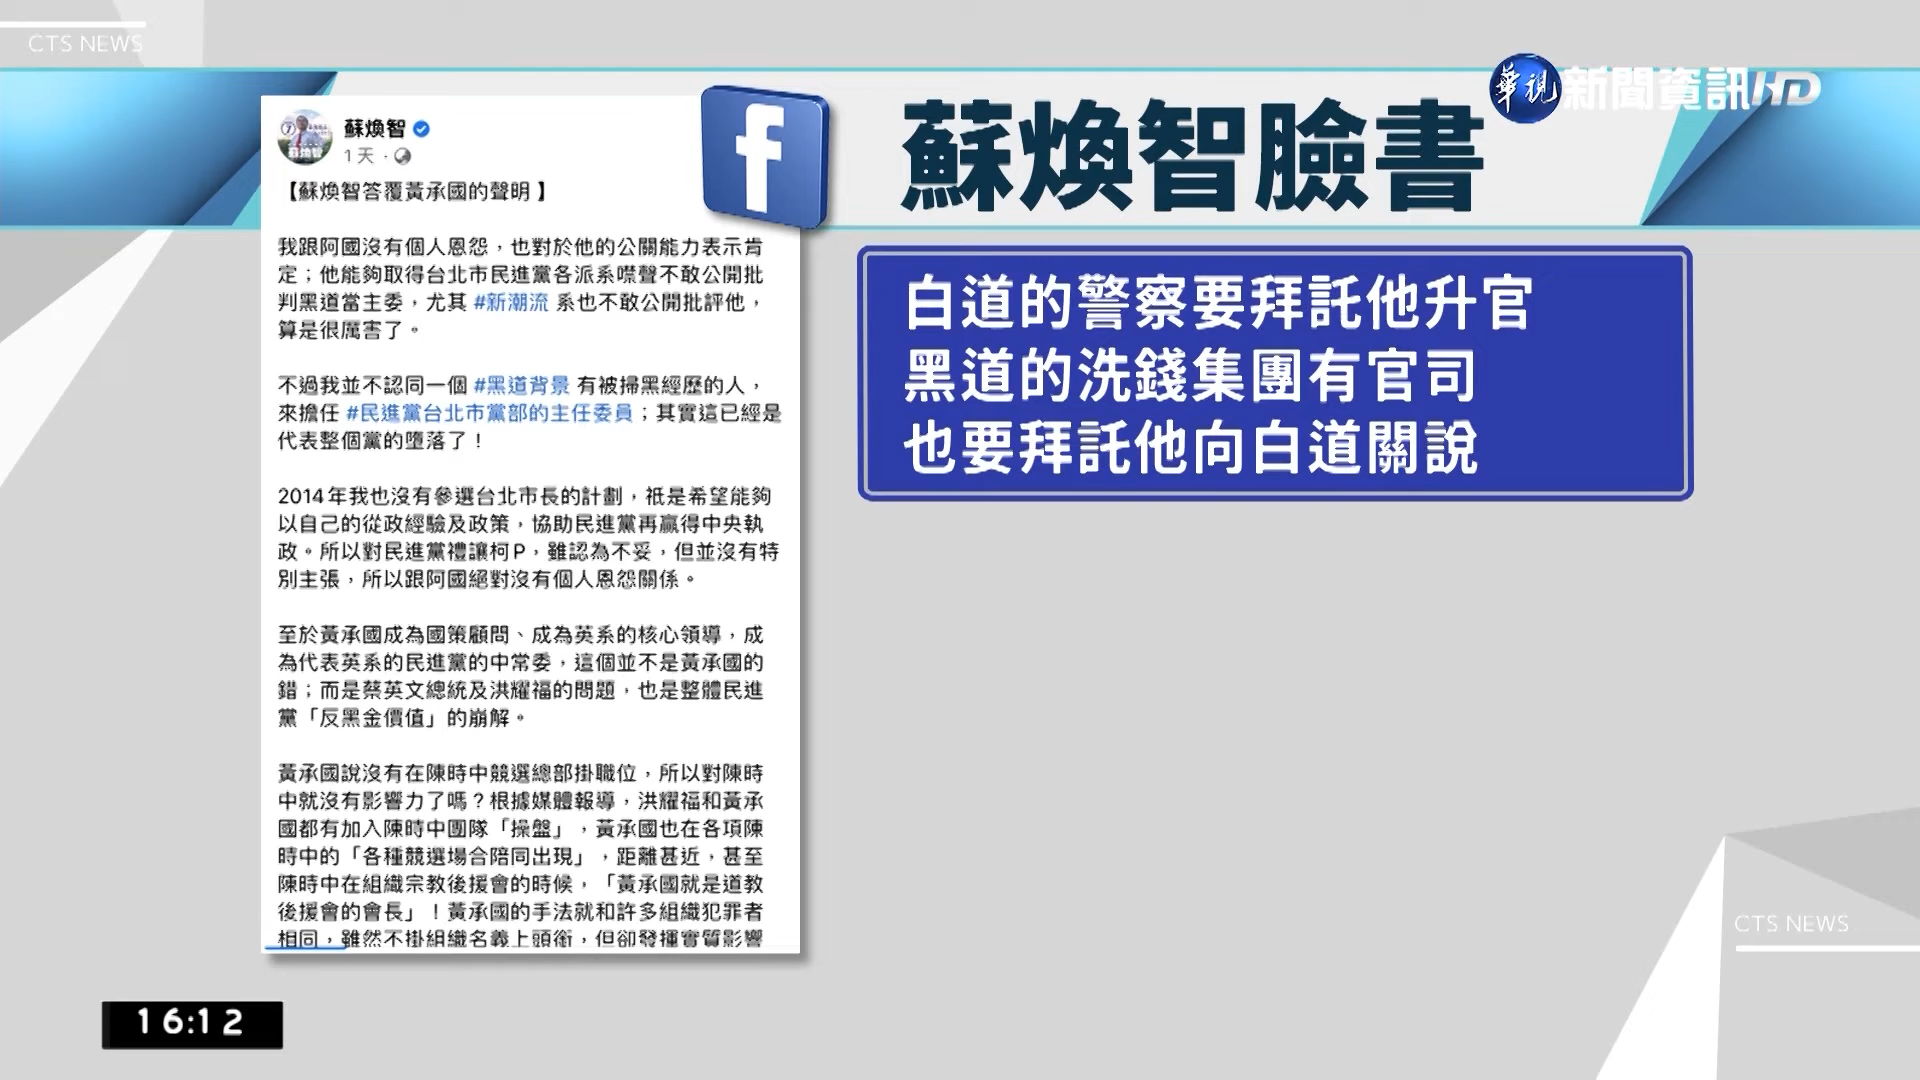 CTS NEWS
華視 新聞資訊HD
蘇煥智臉書
蘇煥智
1天
【蘇煥智答覆黃承國的聲明】
我跟阿國沒有個人恩怨，也對於他的公關能力表示肯
定；他能夠取得台北市民進黨各派系噤聲不敢公開批
判黑道當主委，尤其 #新潮流 系也不敢公開批評他，
算是很厲害了。
不過我並不認同一個 #黑道背景 有被掃黑經歷的人，
來擔任 #民進黨台北市黨部的主任委員；其實這已經是
代表整個黨的墮落了！
2014年我也沒有參選台北市長的計劃，祇是希望能夠
以自己的從政經驗及政策，協助民進黨再贏得中央執
政。所以對民進黨禮讓柯P，雖認為不妥，但並沒有特
別主張，所以跟阿國絕對沒有個人恩怨關係。
至於黃承國成為國策顧問、成為英系的核心領導，成
為代表英系的民進黨的中常委，這個並不是黃承國的
錯；而是蔡英文總統及洪耀福的問題，也是整體民進
黨「反黑金價值」的崩解。
黃承國說沒有在陳時中競選總部掛職位，所以對陳時
中就沒有影響力了嗎？根據媒體報導，洪耀福和黃承
國都有加入陳時中團隊「操盤」，黃承國也在各項陳
時中的「各種競選場合陪同出現」，距離甚近，甚至
陳時中在組織宗教後援會的時候，「黃承國就是道教
後援會的會長」！黃承國的手法就和許多組織犯罪者
相同，雖然不掛組織名義上頭銜，但卻發揮實質影響
白道的警察要拜託他升官
黑道的洗錢集團有官司
也要拜託他向白道關說
CTS NEWS
16:12
f